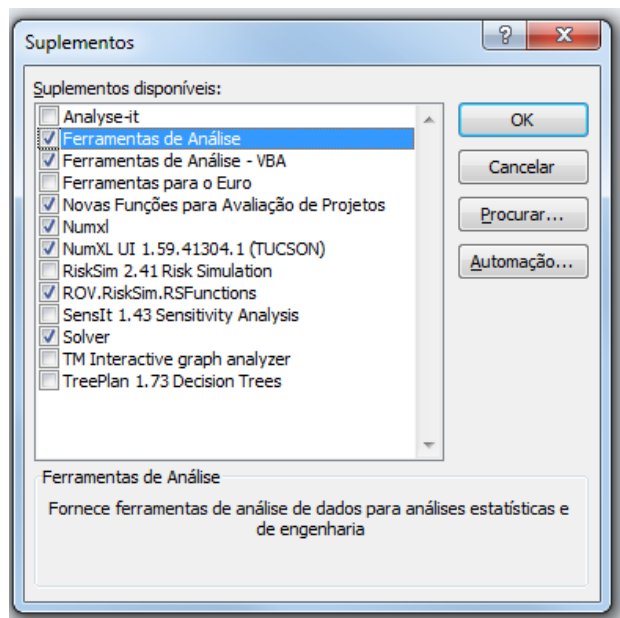 Suplementos
Suplementos disponíveis:
Analyse-it
Ferramentas de Análise
Ferramentas de Análise - VBA
Ferramentas para o Euro
Novas Funções para Avaliação de Projetos
Numxl
NumXL UI 1.59.41304.1 (TUCSON)
RiskSim 2.41 Risk Simulation
ROV.RiskSim.RSFunctions
SensIt 1.43 Sensitivity Analysis
Solver
TM Interactive graph analyzer
TreePlan 1.73 Decision Trees
OK
Cancelar
Procurar...
Automação...
Ferramentas de Análise
Fornece ferramentas de análise de dados para análises estatísticas e
de engenharia